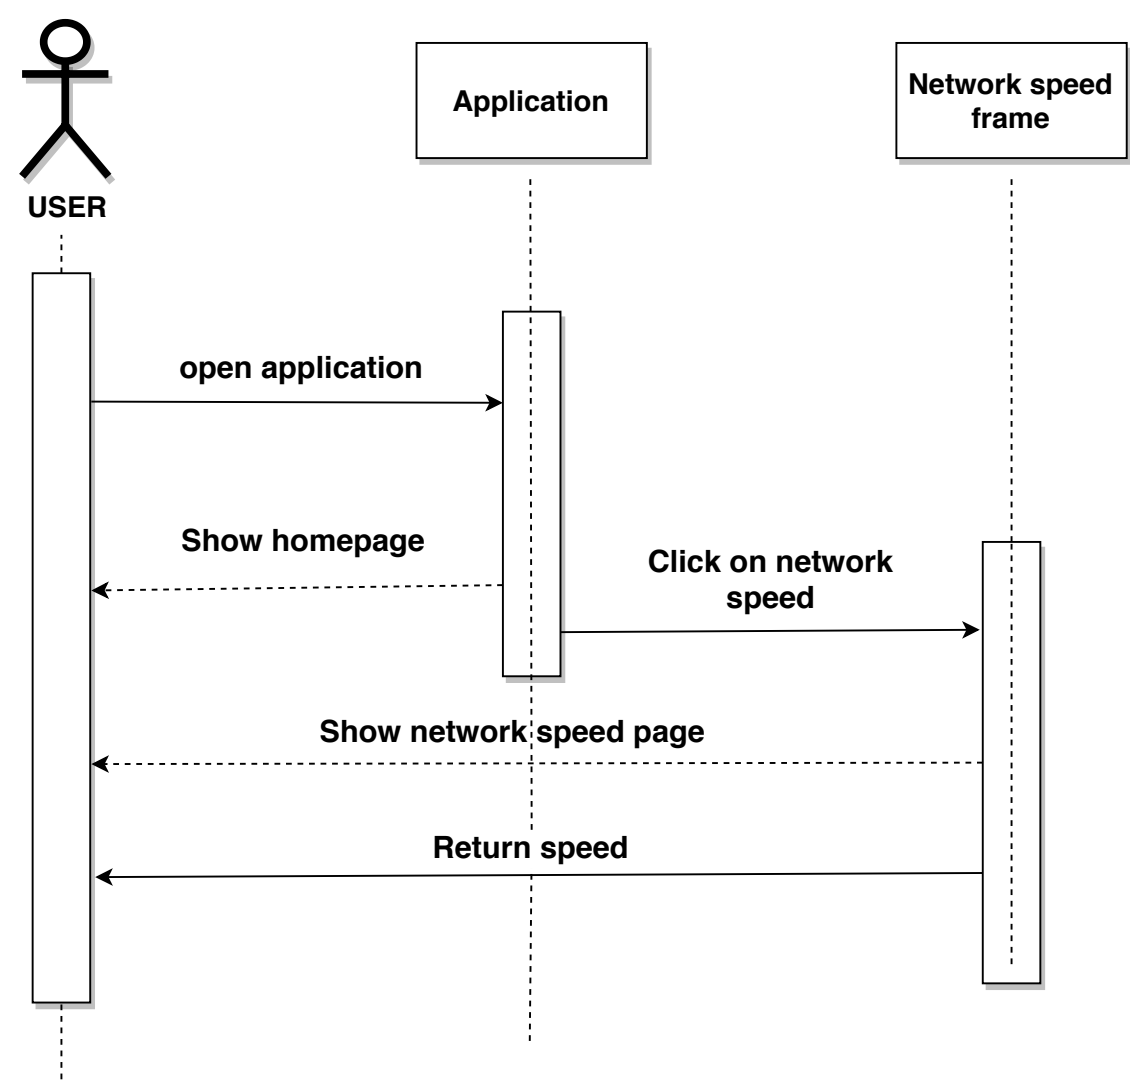 Application
Network speed
frame
USER
open application
Show homepage
Click on network
speed
Show network speed page
Return speed